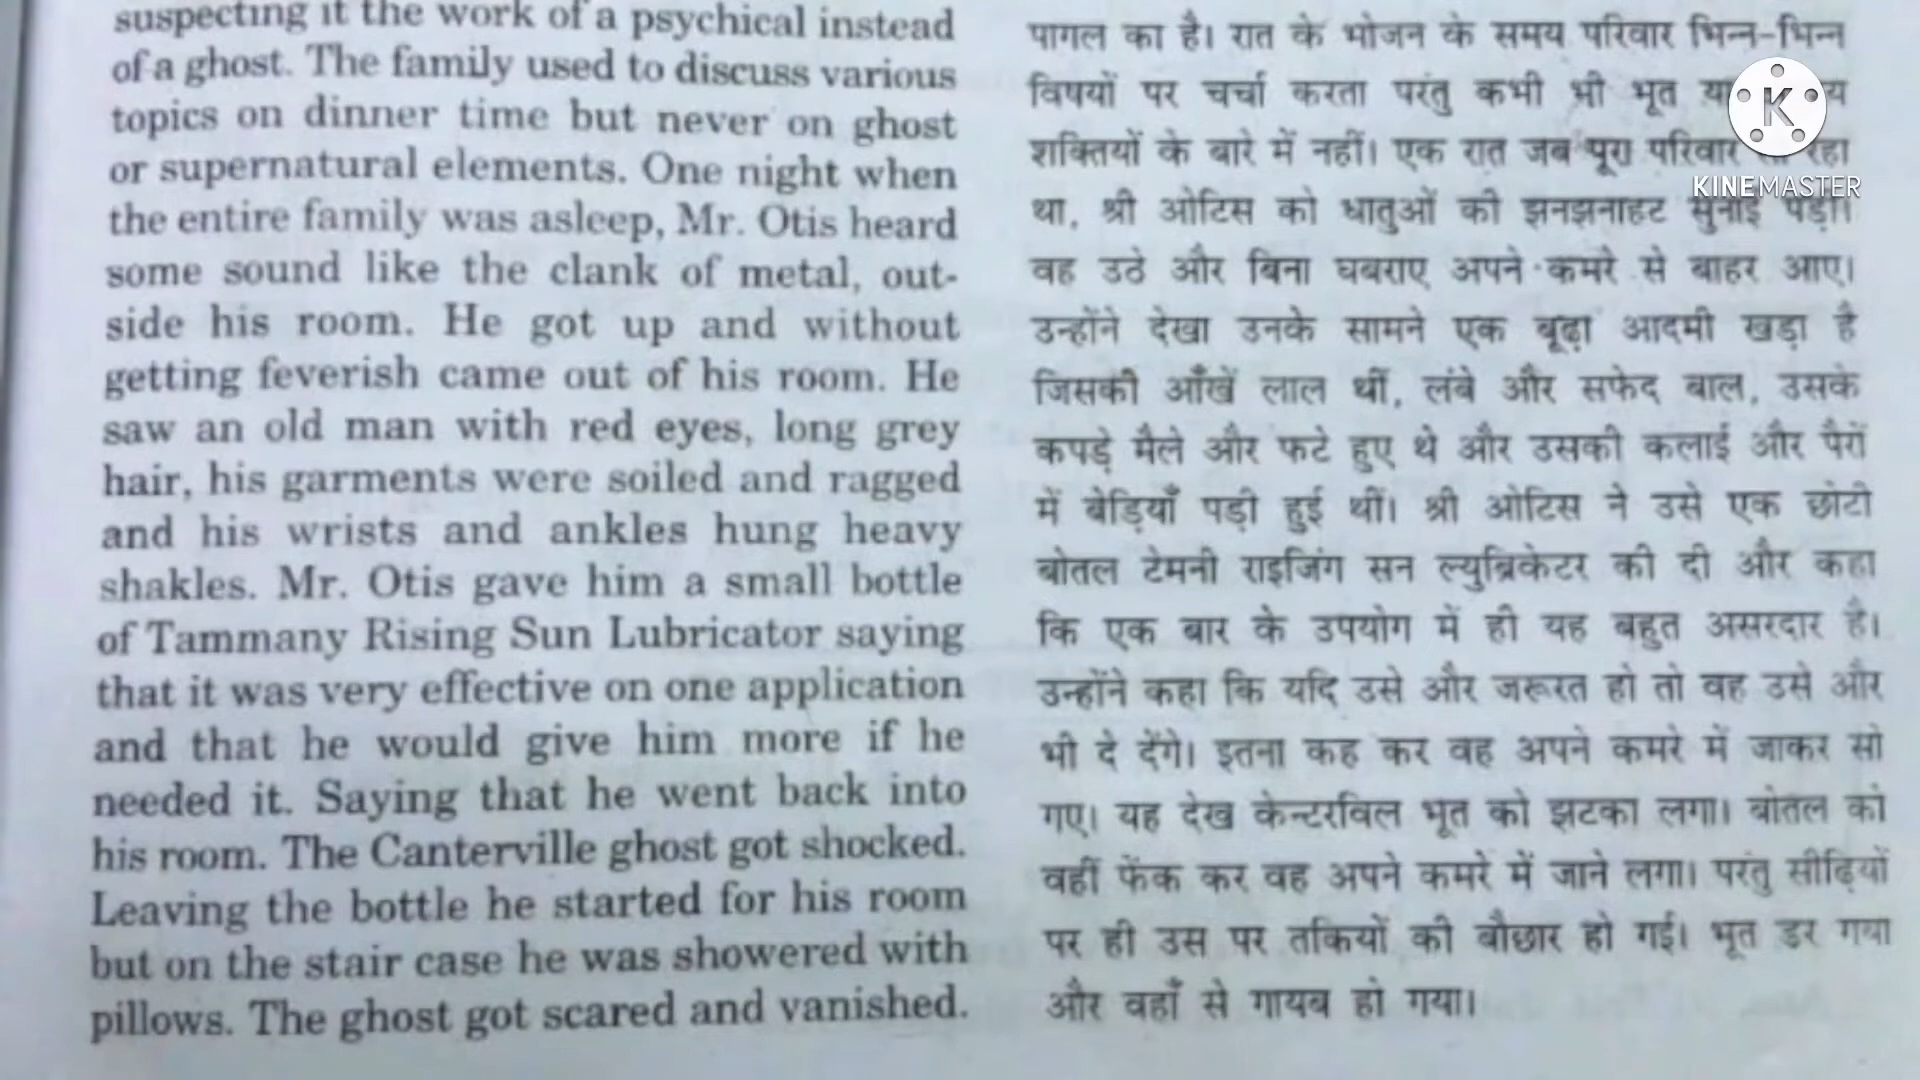 suspecting it the work of a psychical instead
of a ghost. The family used to discuss various
topics on dinner time but never on ghost
or supernatural elements. One night when
the entire family was asleep, Mr. Otis heard
some sound like the clank of metal, out-
side his room. He got up and without
getting feverish came out of his room. He
saw an old man with red eyes, long grey
hair, his garments were soiled and ragged
and his wrists and ankles hung heavy
shakles. Mr. Otis gave him a small bottle
of Tammany Rising Sun Lubricator saying
that it was very effective on one application
and that he would give him more if he
needed it. Saying that he went back into
his room. The Canterville ghost got shocked.
Leaving the bottle he started for his room
but on the stair case he was showered with
pillows. The ghost got scared and vanished.
पागल का है। रात के भोजन के समय परिवार भिन्न-भिन्न
विषयों पर चर्चा करता परंतु कभी भी भूत
शक्तियों के बारे में नहीं। एक रात जब पूरा परिवार रहा
था, श्री ओटिस को धातुओं की झनझनाहट सुनाई पड़ी।
वह उठे और बिना घबराए अपने कमरे से बाहर आए।
उन्होंने देखा उनके सामने एक बूढ़ा आदमी खड़ा है
जिसकी आँखें लाल थीं, लंबे और सफेद बाल, उसके
कपड़े मैले और फटे हुए थे और उसकी कलाई और पैरों
में बेड़ियाँ पड़ी हुई थीं। श्री ओटिस ने उसे एक छोटी
बोतल टेमनी राइजिंग सन ल्युब्रिकेटर की दी और कहा
कि एक बार के उपयोग में ही यह बहुत असरदार है।
उन्होंने कहा कि यदि उसे और जरूरत हो तो वह उसे और
भी दे देंगे। इतना कह कर वह अपने कमरे में जाकर सो
गए। यह देख केन्टरविल भूत को झटका लगा। बोतल को
वहीं फेंक कर वह अपने कमरे में जाने लगा। परंतु सीढ़ियों
पर ही उस पर तकियों की बौछार हो गई। भूत डर गया
और वहाँ से गायब हो गया।
K
KINEMASTER